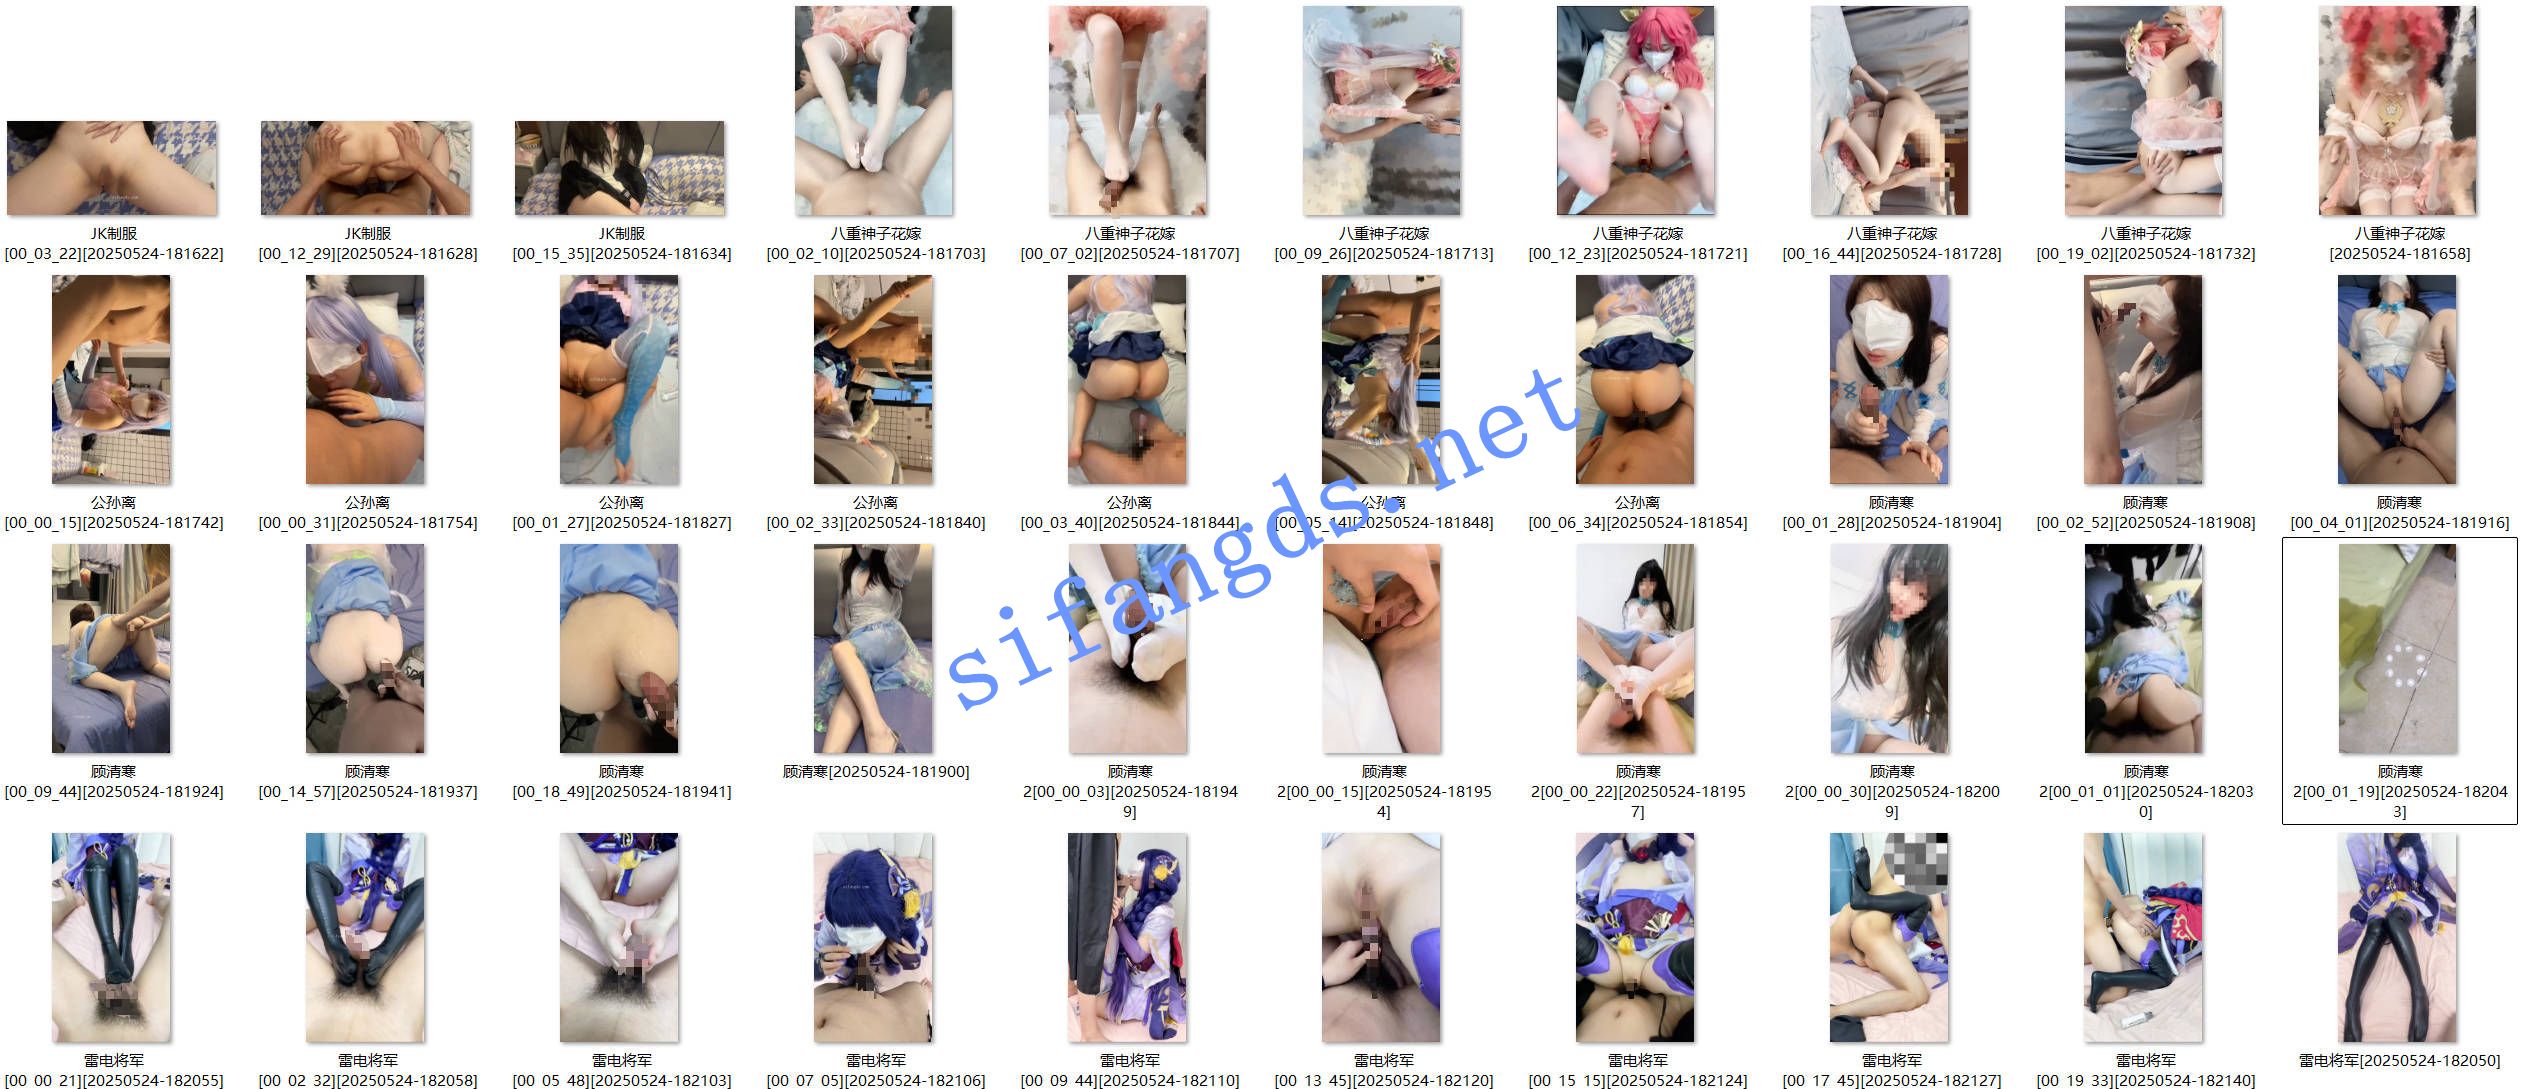 JK制服
[00_03_22][20250524-181622]
JK制服
[00_12_29][20250524-181628]
JK制服
[00_15_35][20250524-181634]
八重神子花嫁
[00_02_10][20250524-181703]
八重神子花嫁
[00_07_02][20250524-181707]
八重神子花嫁
[00_09_26][20250524-181713]
八重神子花嫁
[00_12_23][20250524-181721]
八重神子花嫁
[00_16_44][20250524-181728]
八重神子花嫁
[00_19_02][20250524-181732]
八重神子花嫁
[20250524-181658]
公孙离
[00_00_15][20250524-181742]
公孙离
[00_00_31][20250524-181754]
公孙离
[00_01_27][20250524-181827]
公孙离
[00_02_33][20250524-181840]
公孙离
[00_03_40][20250524-181844]
公孙离
[00_05_14][20250524-181848]
公孙离
[00_06_34][20250524-181854]
顾清寒
[00_01_28][20250524-181904]
顾清寒
[00_02_52][20250524-181908]
顾清寒
[00_04_01][20250524-181916]
sifangds.net
顾清寒
[00_09_44][20250524-181924]
顾清寒
[00_14_57][20250524-181937]
顾清寒
[00_18_49][20250524-181941]
顾清寒[20250524-181900]
顾清寒
2[00_00_03][20250524-18194
9]
顾清寒
2[00_00_15][20250524-18195
4]
顾清寒
2[00_00_22][20250524-18195
7]
顾清寒
2[00_00_30][20250524-18200
9]
顾清寒
2[00_01_01][20250524-18203
0]
顾清寒
2[00_01_19][20250524-18204
3]
雷电将军
[00_00_21][20250524-182055]
雷电将军
[00_02_32][20250524-182058]
雷电将军
[00_05_48][20250524-182103]
雷电将军
[00_07_05][20250524-182106]
雷电将军
[00_09_44][20250524-182110]
雷电将军
[00_13_45][20250524-182120]
雷电将军
[00_15_15][20250524-182124]
雷电将军
[00_17_45][20250524-182127]
雷电将军
[00_19_33][20250524-182140]
雷电将军[20250524-182050]